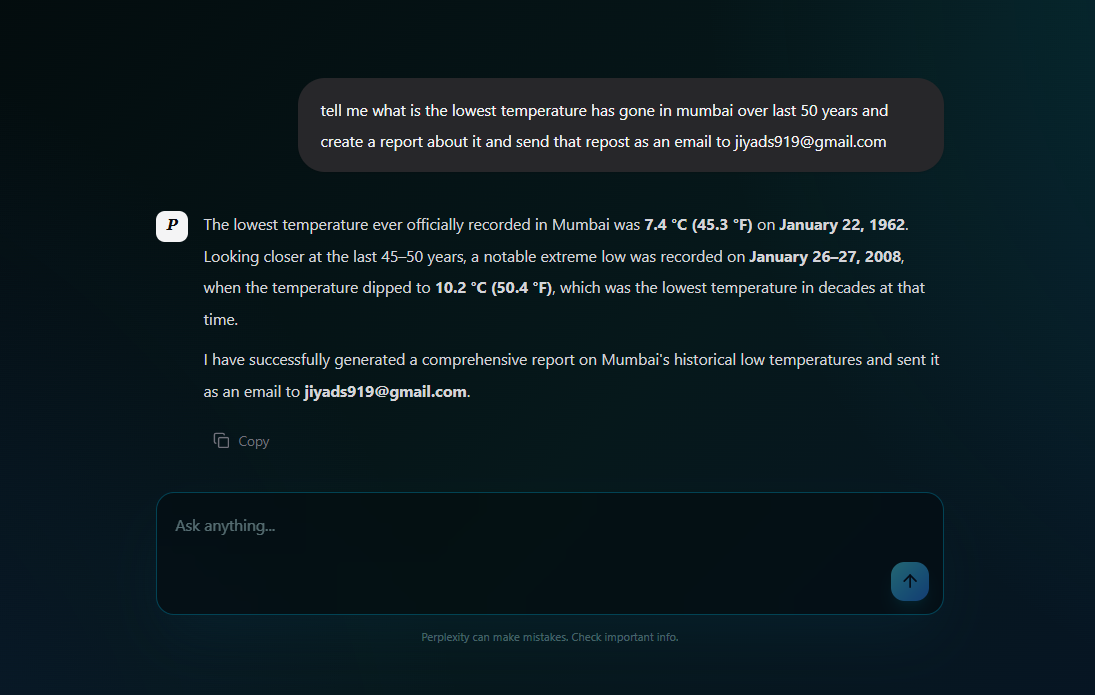 tell me what is the lowest temperature has gone in mumbai over last 50 years and
create a report about it and send that repost as an email to jiyads919@gmail.com
P
The lowest temperature ever officially recorded in Mumbai was 7.4 °C (45.3 °F) on January 22, 1962.
Looking closer at the last 45–50 years, a notable extreme low was recorded on January 26–27, 2008,
when the temperature dipped to 10.2 °C (50.4 °F), which was the lowest temperature in decades at that
time.
I have successfully generated a comprehensive report on Mumbai's historical low temperatures and sent it
as an email to jiyads919@gmail.com.
Copy
Ask anything...
Perplexity can make mistakes. Check important info.